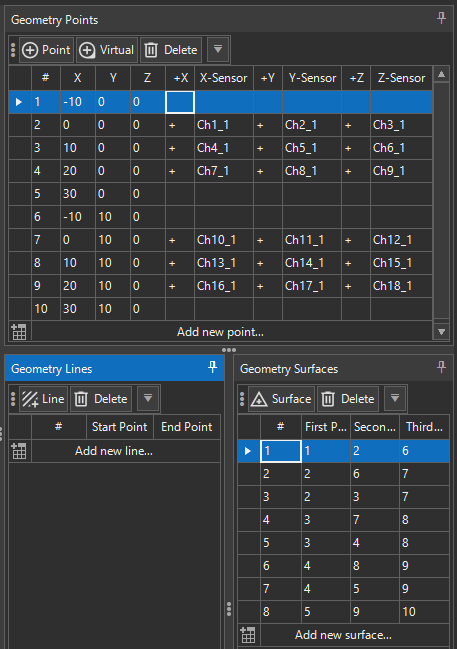 Geometry Points
Point Virtual Delete
# X Y Z +X X-Sensor +Y Y-Sensor +Z Z-Sensor
1 -10 0 0
2 0 0 0 + Ch1_1 + Ch2_1 + Ch3_1
3 10 0 0 + Ch4_1 + Ch5_1 + Ch6_1
4 20 0 0 + Ch7_1 + Ch8_1 + Ch9_1
5 30 0 0
6 -10 10 0
7 0 10 0 + Ch10_1 + Ch11_1 + Ch12_1
8 10 10 0 + Ch13_1 + Ch14_1 + Ch15_1
9 20 10 0 + Ch16_1 + Ch17_1 + Ch18_1
10 30 10 0
Add new point...
Geometry Lines
Line Delete
# Start Point End Point
Add new line...
Geometry Surfaces
Surface Delete
# First P... Secon... Third...
1 1 2 6
2 2 6 7
3 2 3 7
4 3 7 8
5 3 4 8
6 4 8 9
7 4 5 9
8 5 9 10
Add new surface...